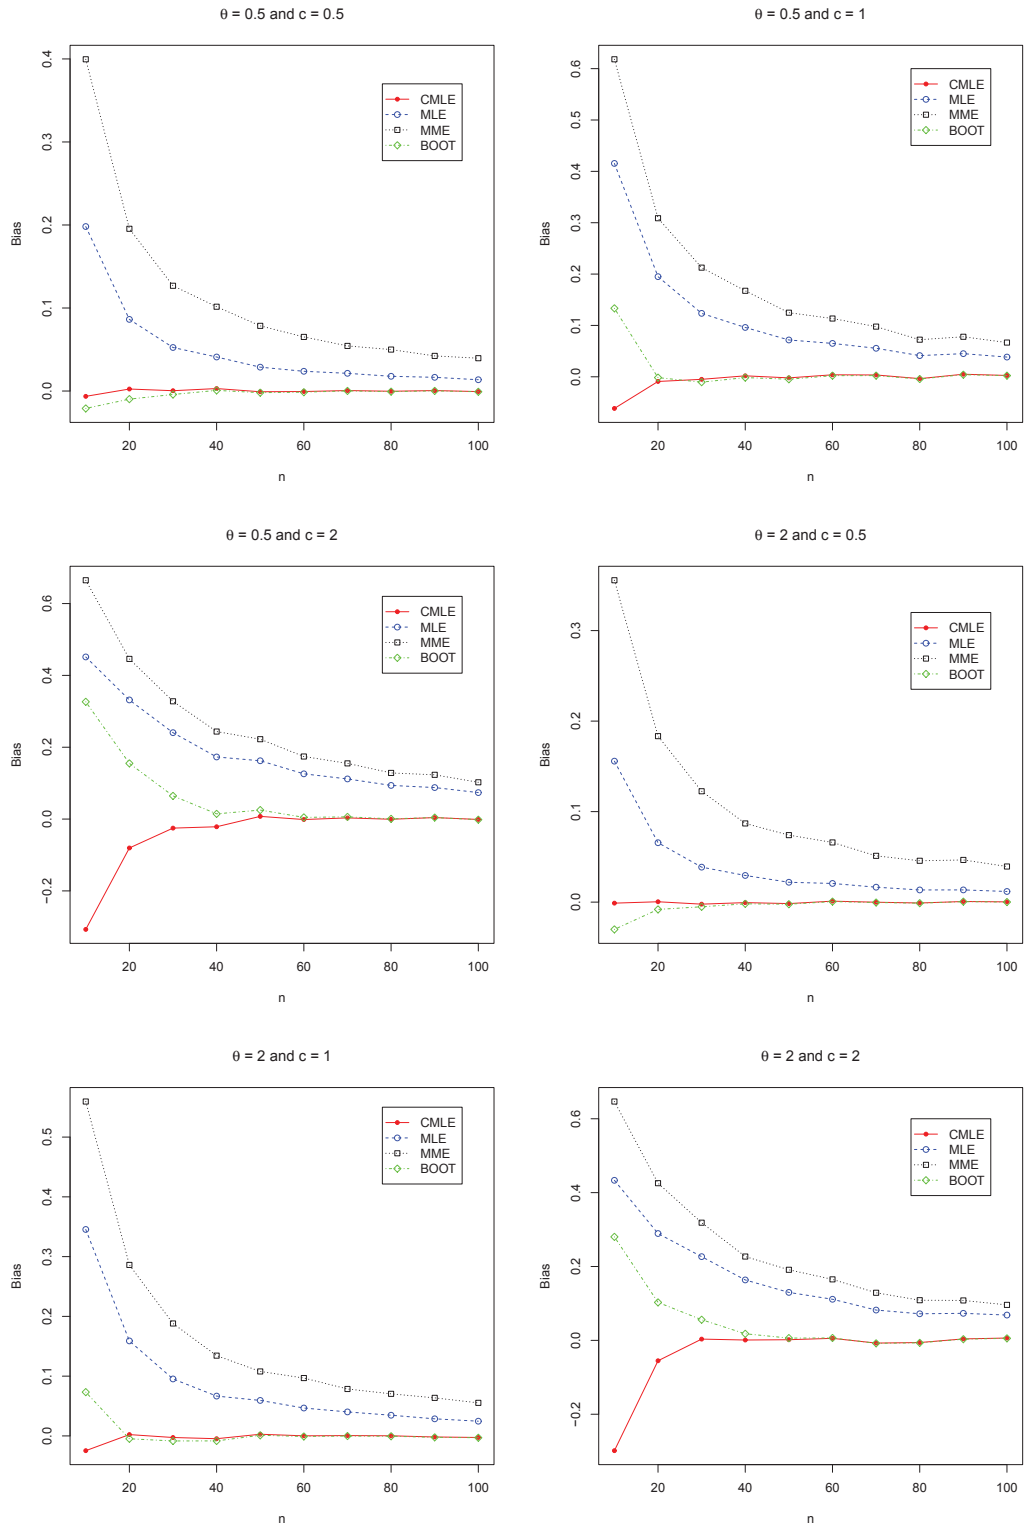 θ = 0.5 and c = 0.5
Bias
0.4
0.3
0.2
0.1
0.0
CMLE
MLE
MME
BOOT
20 40 60 80 100
n
θ = 0.5 and c = 1
Bias
0.6
0.5
0.4
0.3
0.2
0.1
0.0
CMLE
MLE
MME
BOOT
20 40 60 80 100
n
θ = 0.5 and c = 2
Bias
0.6
0.4
0.2
0.0
−0.2
CMLE
MLE
MME
BOOT
20 40 60 80 100
n
θ = 2 and c = 0.5
Bias
0.3
0.2
0.1
0.0
CMLE
MLE
MME
BOOT
20 40 60 80 100
n
θ = 2 and c = 1
Bias
0.5
0.4
0.3
0.2
0.1
0.0
CMLE
MLE
MME
BOOT
20 40 60 80 100
n
θ = 2 and c = 2
Bias
0.6
0.4
0.2
0.0
−0.2
CMLE
MLE
MME
BOOT
20 40 60 80 100
n